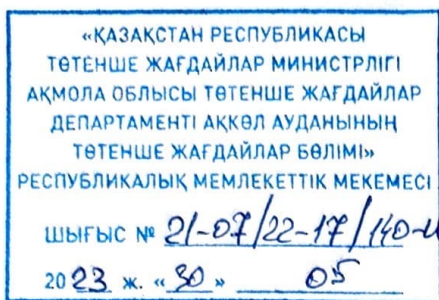 «ҚАЗАҚСТАН РЕСПУБЛИКАСЫ
ТӨТЕНШЕ ЖАҒДАЙЛАР МИНИСТРЛІГІ
АҚМОЛА ОБЛЫСЫ ТӨТЕНШЕ ЖАҒДАЙЛАР
ДЕПАРТАМЕНТІ АҚКӨЛ АУДАНЫНЫҢ
ТӨТЕНШЕ ЖАҒДАЙЛАР БӨЛІМІ»
РЕСПУБЛИКАЛЫҚ МЕМЛЕКЕТТІК МЕКЕМЕСІ
ШЫҒЫС № 21-07/22-17/140-И
2023 ж. «30» 05